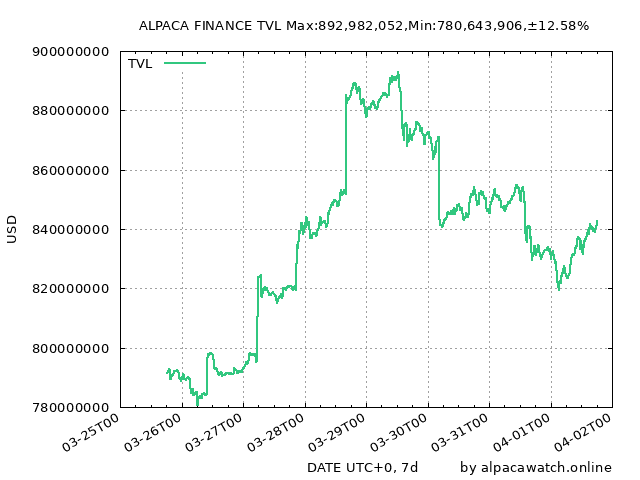 ALPACA FINANCE TVL Max:892,982,052,Min:780,643,906,±12.58%
900000000
TVL
880000000
860000000
840000000
USD
820000000
800000000
780000000
03-25T00
03-26T00
03-27T00
03-28T00
03-29T00
03-30T00
03-31T00
04-01T00
04-02T00
DATE UTC+0, 7d
by alpacawatch.online